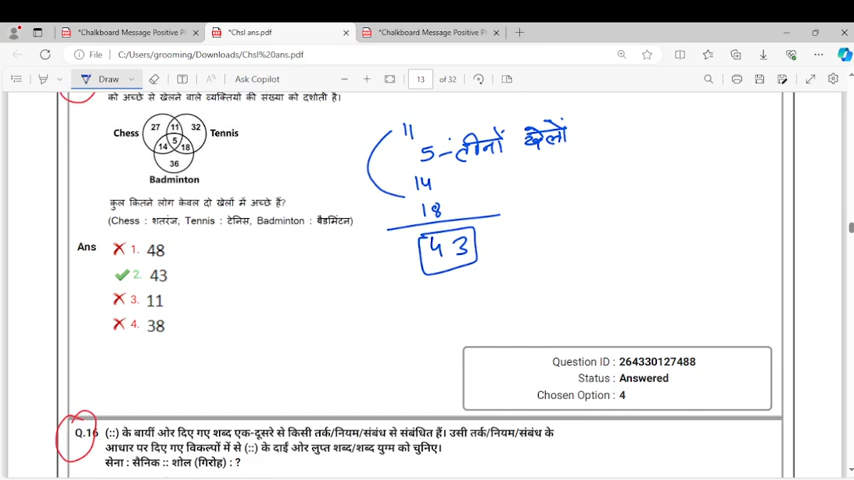 *Chalkboard Message Positive P
*Chsl ans.pdf
*Chalkboard Message Positive P
File
C:/Users/grooming/Downloads/Chsl%20ans.pdf
Draw
Ask Copilot
13 of 32
को अच्छे से खेलने वाले व्यक्तियों की संख्या को दर्शाती है।
Chess 27 11 32 Tennis
5
14 18
36
Badminton
11
5 - तीनों खेलों
14
18
43
कुल कितने लोग केवल दो खेलों में अच्छे हैं?
(Chess : शतरंज, Tennis : टेनिस, Badminton : बैडमिंटन)
Ans
1. 48
2. 43
3. 11
4. 38
Question ID : 264330127488
Status : Answered
Chosen Option : 4
Q.16 (::) के बायीं ओर दिए गए शब्द एक-दूसरे से किसी तर्क/नियम/संबंध से संबंधित हैं। उसी तर्क/नियम/संबंध के
आधार पर दिए गए विकल्पों में से (::) के दाईं ओर लुप्त शब्द/शब्द युग्म को चुनिए।
सेना : सैनिक :: शोल (गिरोह) : ?